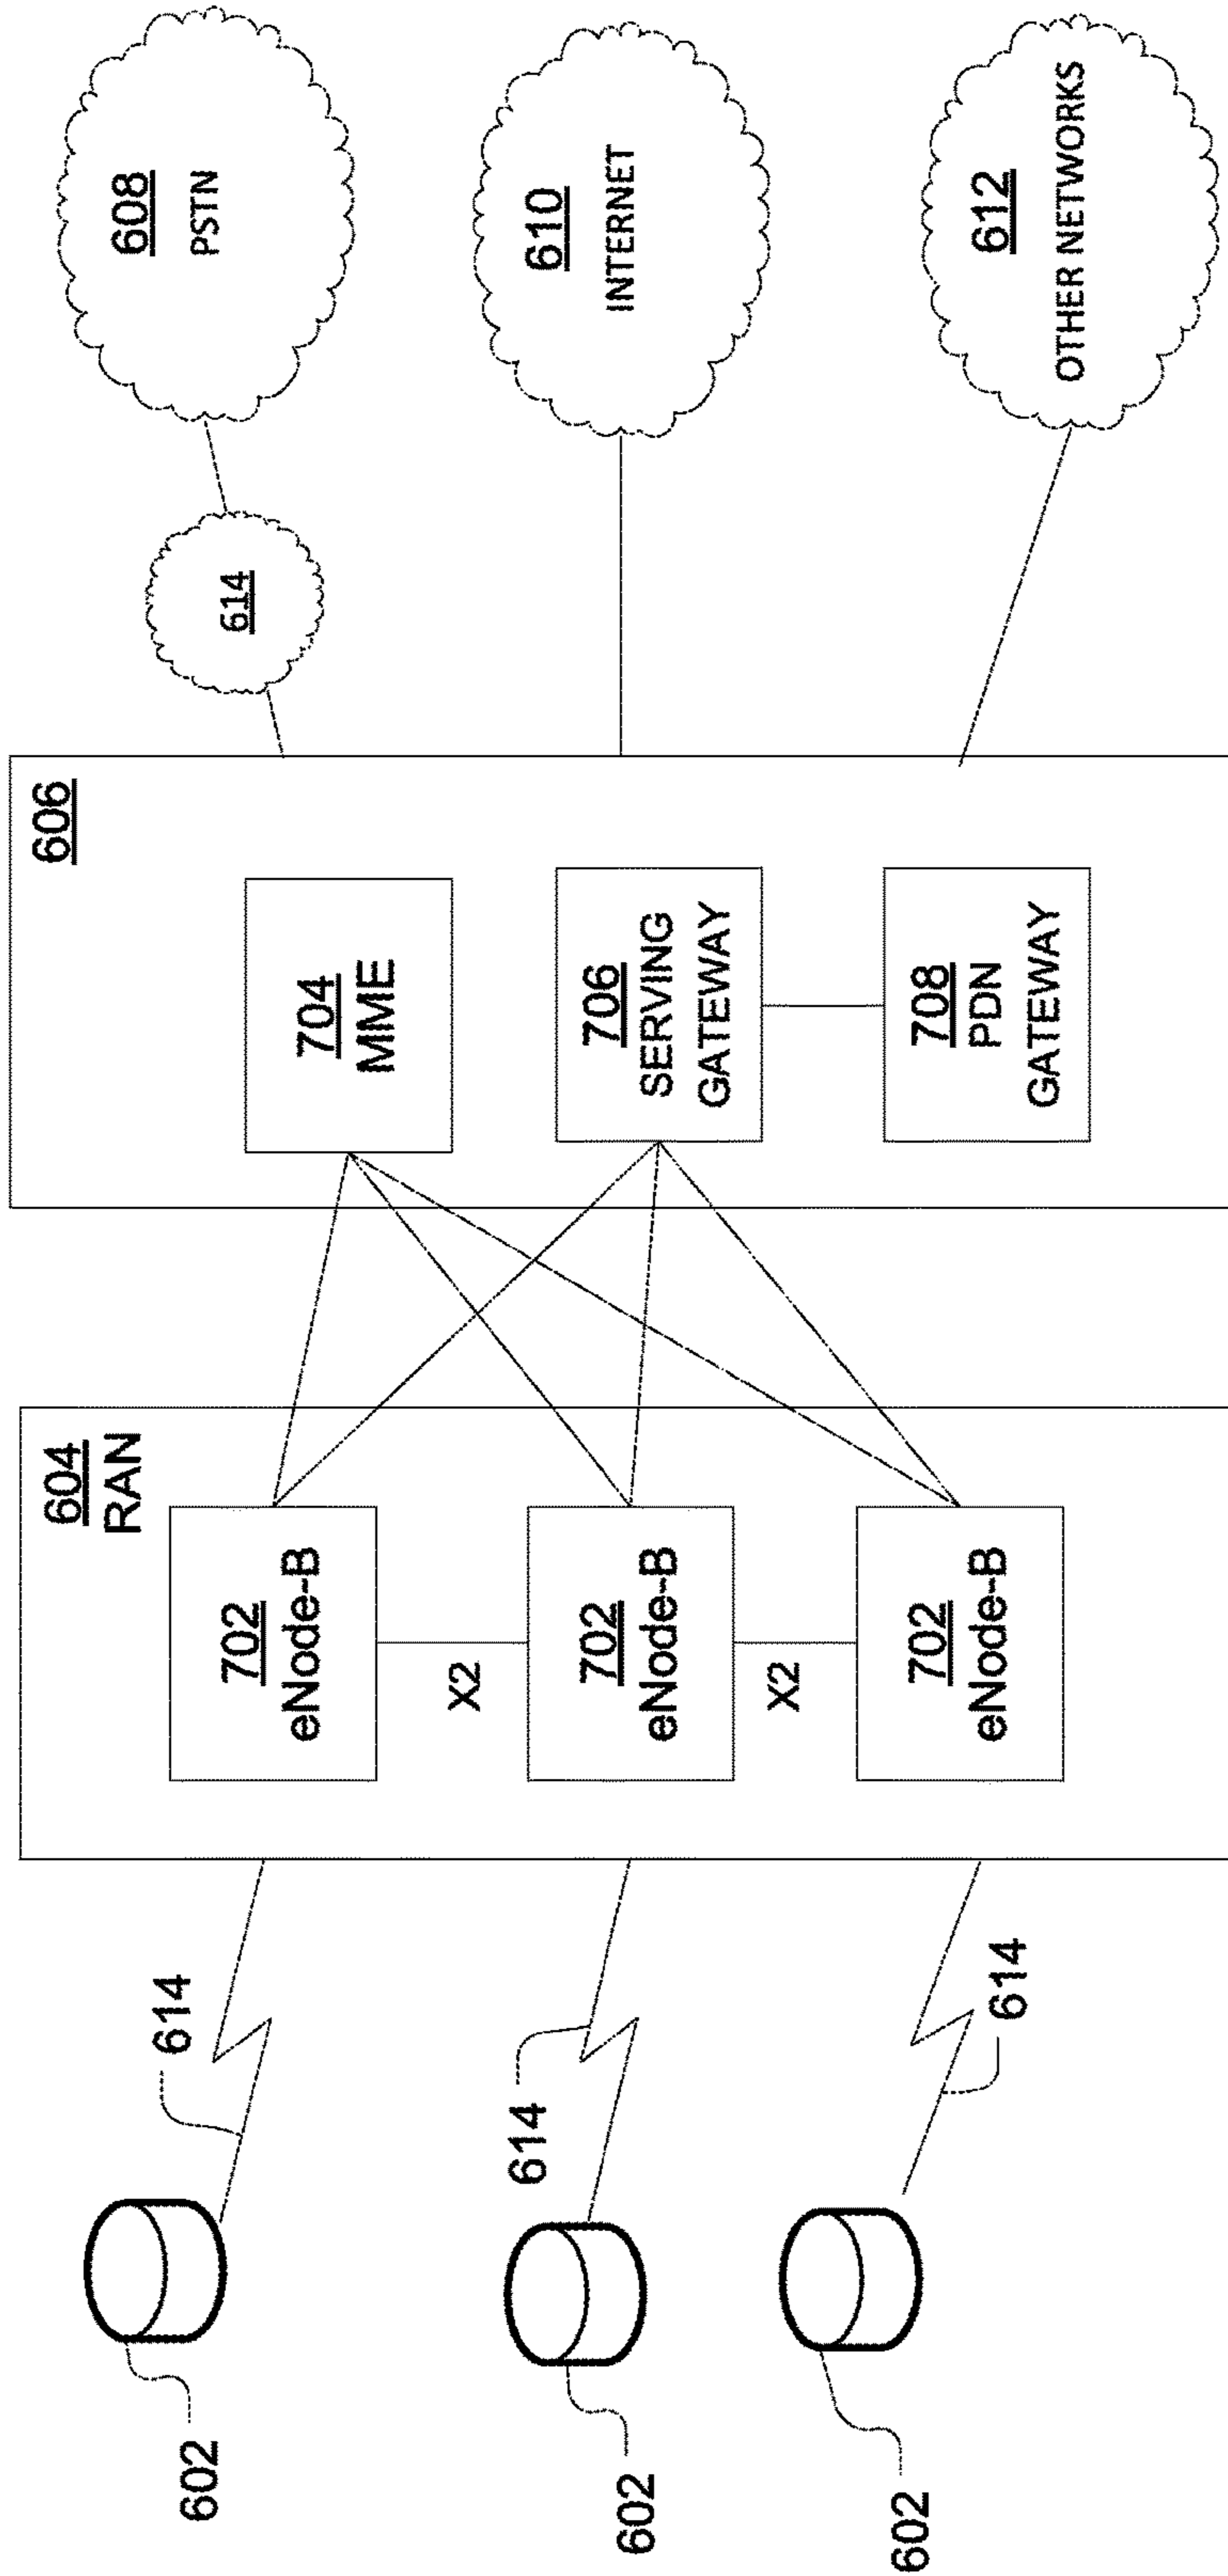 602
614
602
614
602
614
604
RAN
702
eNode-B
X2
702
eNode-B
X2
702
eNode-B
606
704
MME
706
SERVING
GATEWAY
708
PDN
GATEWAY
614
608
PSTN
610
INTERNET
612
OTHER NETWORKS